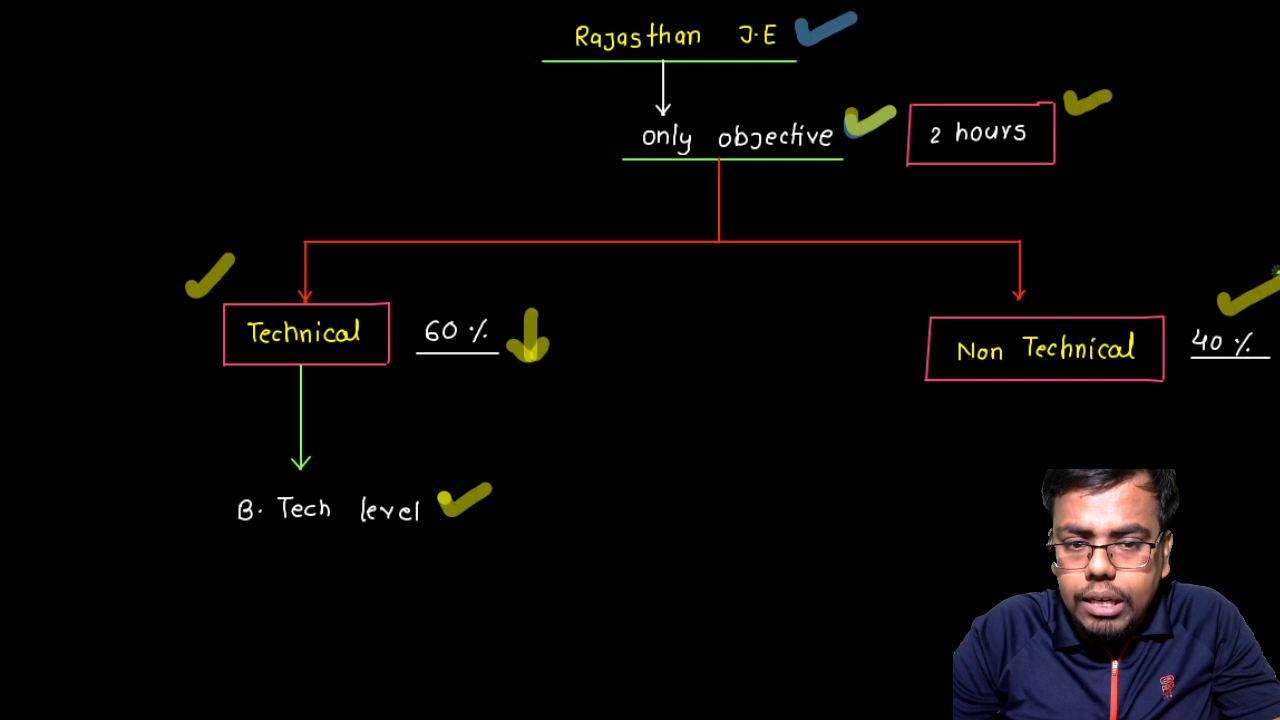 Rajasthan J.E
only objective
2 hours
Technical
60 %
Non Technical
40 %
B. Tech level